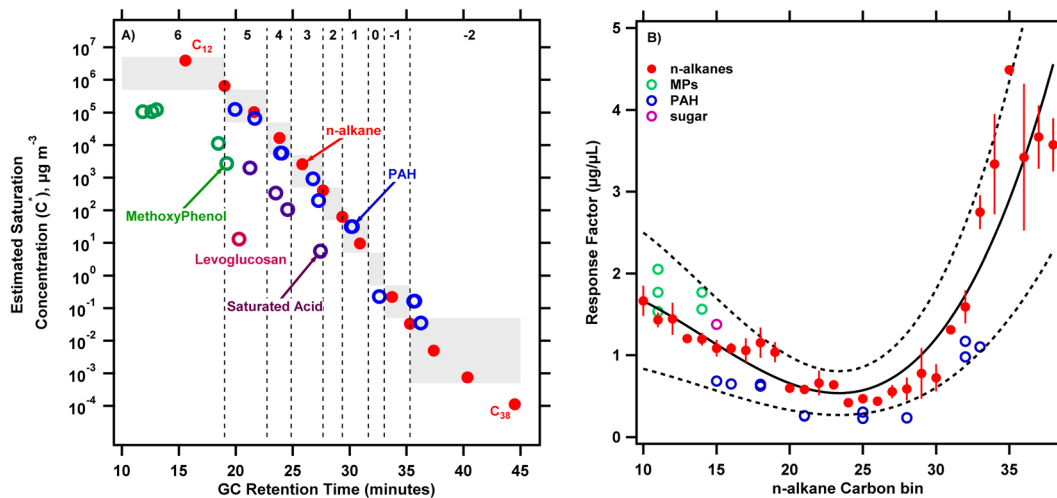 A)
6
5
4
3
2
1
0
-1
-2
C12
n-alkane
PAH
MethoxyPhenol
Levoglucosan
Saturated Acid
C38
10^7
10^6
10^5
10^4
10^3
10^2
10^1
10^0
10^-1
10^-2
10^-3
10^-4
Estimated Saturation
Concentration (C*), µg m^-3
10 15 20 25 30 35 40 45
GC Retention Time (minutes)
B)
n-alkanes
MPs
PAH
sugar
5
4
3
2
1
0
Response Factor (µg/µL)
10 15 20 25 30 35
n-alkane Carbon bin